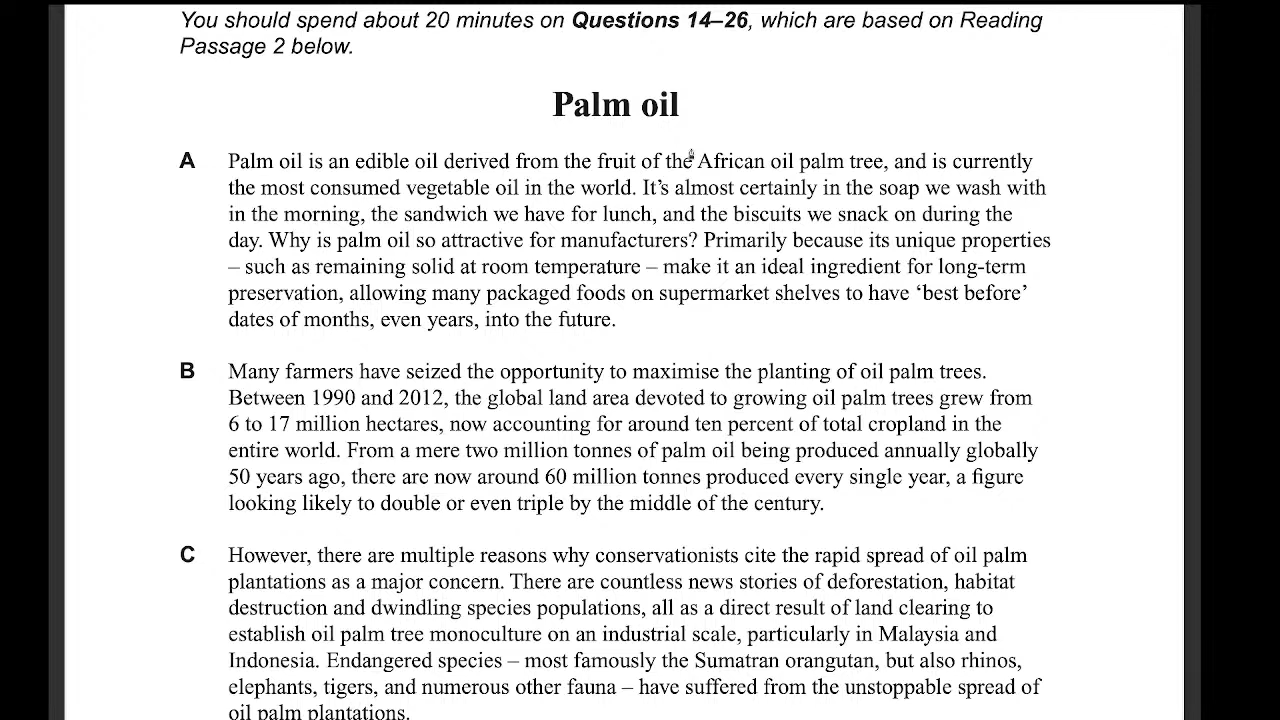 You should spend about 20 minutes on Questions 14–26, which are based on Reading
Passage 2 below.
Palm oil
A Palm oil is an edible oil derived from the fruit of the African oil palm tree, and is currently
the most consumed vegetable oil in the world. It’s almost certainly in the soap we wash with
in the morning, the sandwich we have for lunch, and the biscuits we snack on during the
day. Why is palm oil so attractive for manufacturers? Primarily because its unique properties
– such as remaining solid at room temperature – make it an ideal ingredient for long-term
preservation, allowing many packaged foods on supermarket shelves to have ‘best before’
dates of months, even years, into the future.
B Many farmers have seized the opportunity to maximise the planting of oil palm trees.
Between 1990 and 2012, the global land area devoted to growing oil palm trees grew from
6 to 17 million hectares, now accounting for around ten percent of total cropland in the
entire world. From a mere two million tonnes of palm oil being produced annually globally
50 years ago, there are now around 60 million tonnes produced every single year, a figure
looking likely to double or even triple by the middle of the century.
C However, there are multiple reasons why conservationists cite the rapid spread of oil palm
plantations as a major concern. There are countless news stories of deforestation, habitat
destruction and dwindling species populations, all as a direct result of land clearing to
establish oil palm tree monoculture on an industrial scale, particularly in Malaysia and
Indonesia. Endangered species – most famously the Sumatran orangutan, but also rhinos,
elephants, tigers, and numerous other fauna – have suffered from the unstoppable spread of
oil palm plantations.